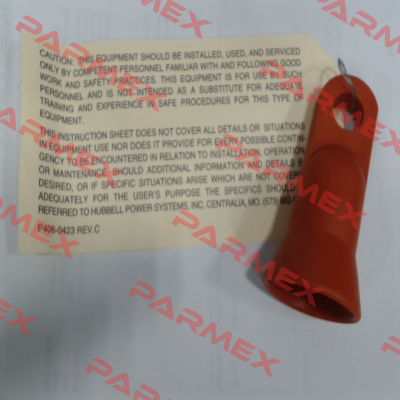 CAUTION: THIS EQUIPMENT SHOULD BE INSTALLED, USED, AND SERVICED
ONLY BY COMPETENT PERSONNEL FAMILIAR WITH AND FOLLOWING GOOD
WORK AND SAFETY PRACTICES. THIS EQUIPMENT IS FOR USE BY SUCH
PERSONNEL AND IS NOT INTENDED AS A SUBSTITUTE FOR ADEQUATE
TRAINING AND EXPERIENCE IN SAFE PROCEDURES FOR THIS TYPE OF
EQUIPMENT.
THIS INSTRUCTION SHEET DOES NOT COVER ALL DETAILS OR SITUATIONS
IN EQUIPMENT USE NOR DOES IT PROVIDE FOR EVERY POSSIBLE CONTIN-
GENCY TO BE ENCOUNTERED IN RELATION TO INSTALLATION, OPERATION,
OR MAINTENANCE. SHOULD ADDITIONAL INFORMATION AND DETAILS B
DESIRED, OR IF SPECIFIC SITUATIONS ARISE WHICH ARE NOT COVER
ADEQUATELY FOR THE USER'S PURPOSE THE SPECIFICS SHOULD
REFERRED TO HUBBELL POWER SYSTEMS, INC. CENTRALIA, MO. (573) 682-
P406-0423 REV.C
PARMEX
PARMEX
PARMEX
PARMEX
PARMEX